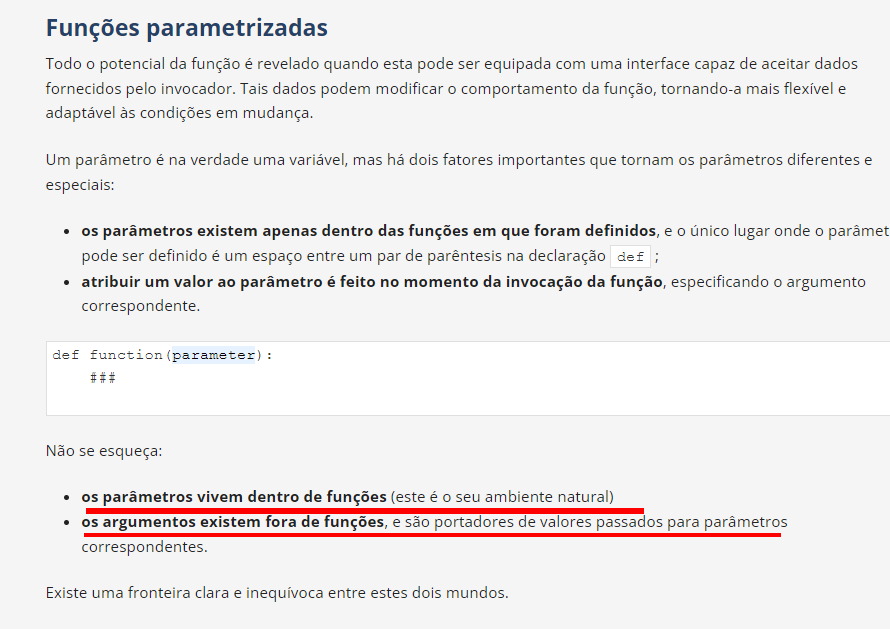 Funções parametrizadas
Todo o potencial da função é revelado quando esta pode ser equipada com uma interface capaz de aceitar dados
fornecidos pelo invocador. Tais dados podem modificar o comportamento da função, tornando-a mais flexível e
adaptável às condições em mudança.
Um parâmetro é na verdade uma variável, mas há dois fatores importantes que tornam os parâmetros diferentes e
especiais:
• os parâmetros existem apenas dentro das funções em que foram definidos, e o único lugar onde o parâmet
pode ser definido é um espaço entre um par de parêntesis na declaração def ;
• atribuir um valor ao parâmetro é feito no momento da invocação da função, especificando o argumento
correspondente.
def function(parameter):
###
Não se esqueça:
• os parâmetros vivem dentro de funções (este é o seu ambiente natural)
• os argumentos existem fora de funções, e são portadores de valores passados para parâmetros
correspondentes.
Existe uma fronteira clara e inequívoca entre estes dois mundos.